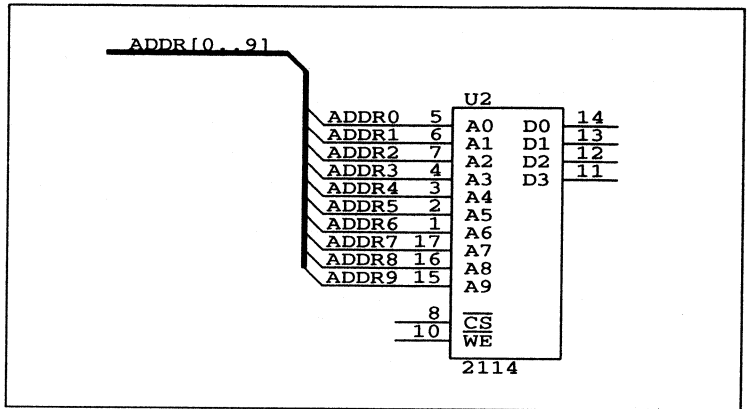 ADDR[0..9]
U2
ADDR0 5 A0 D0 14
ADDR1 6 A1 D1 13
ADDR2 7 A2 D2 12
ADDR3 4 A3 D3 11
ADDR4 3 A4
ADDR5 2 A5
ADDR6 1 A6
ADDR7 17 A7
ADDR8 16 A8
ADDR9 15 A9
8 CS
10 WE
2114